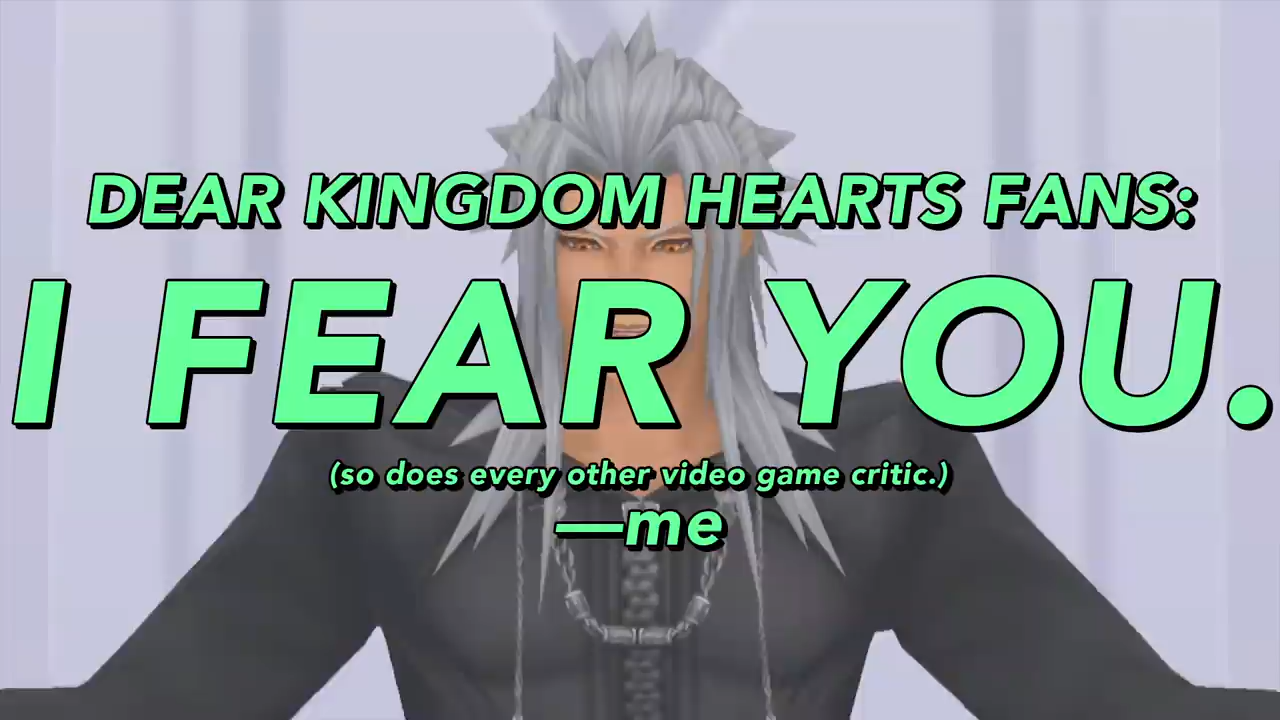 DEAR KINGDOM HEARTS FANS:
I FEAR YOU.
(so does every other video game critic.)
—me